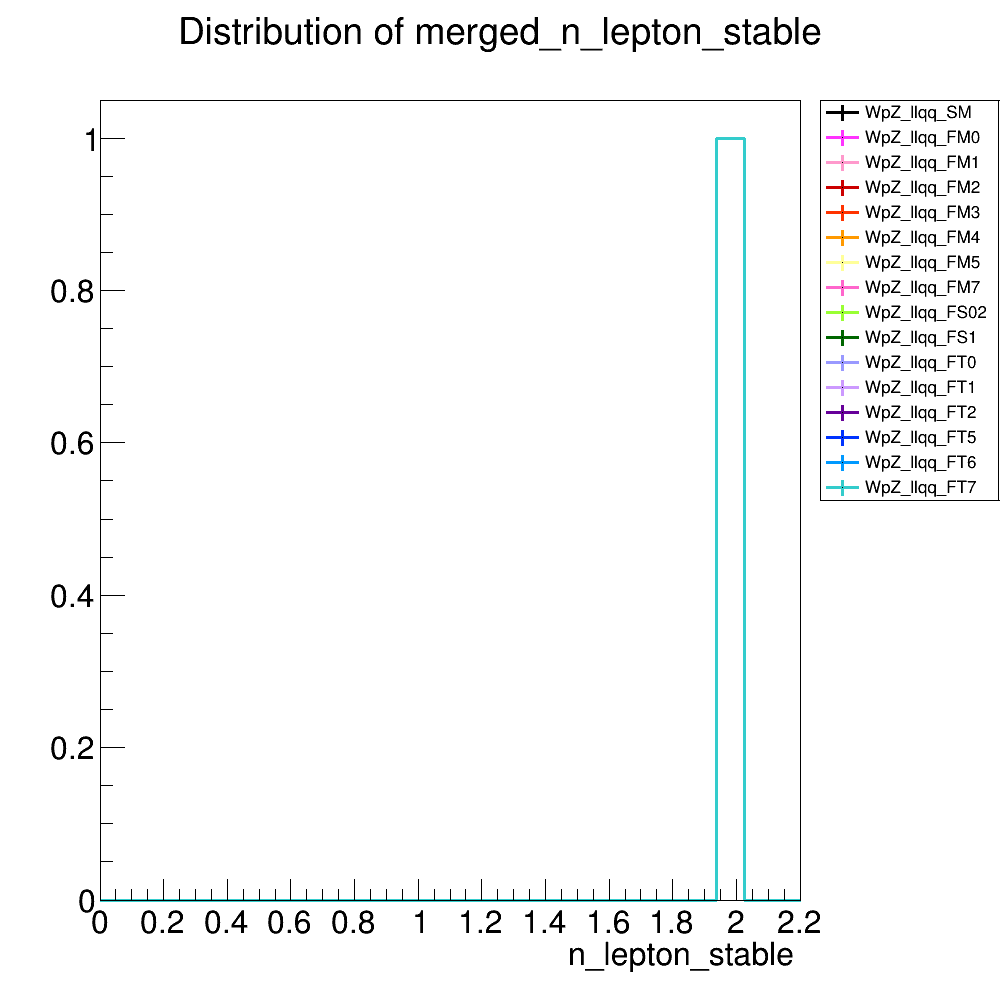 Distribution of merged_n_lepton_stable
1
0.8
0.6
0.4
0.2
0
0 0.2 0.4 0.6 0.8 1 1.2 1.4 1.6 1.8 2 2.2
n_lepton_stable
WpZ_llqq_SM
WpZ_llqq_FM0
WpZ_llqq_FM1
WpZ_llqq_FM2
WpZ_llqq_FM3
WpZ_llqq_FM4
WpZ_llqq_FM5
WpZ_llqq_FM7
WpZ_llqq_FS02
WpZ_llqq_FS1
WpZ_llqq_FT0
WpZ_llqq_FT1
WpZ_llqq_FT2
WpZ_llqq_FT5
WpZ_llqq_FT6
WpZ_llqq_FT7